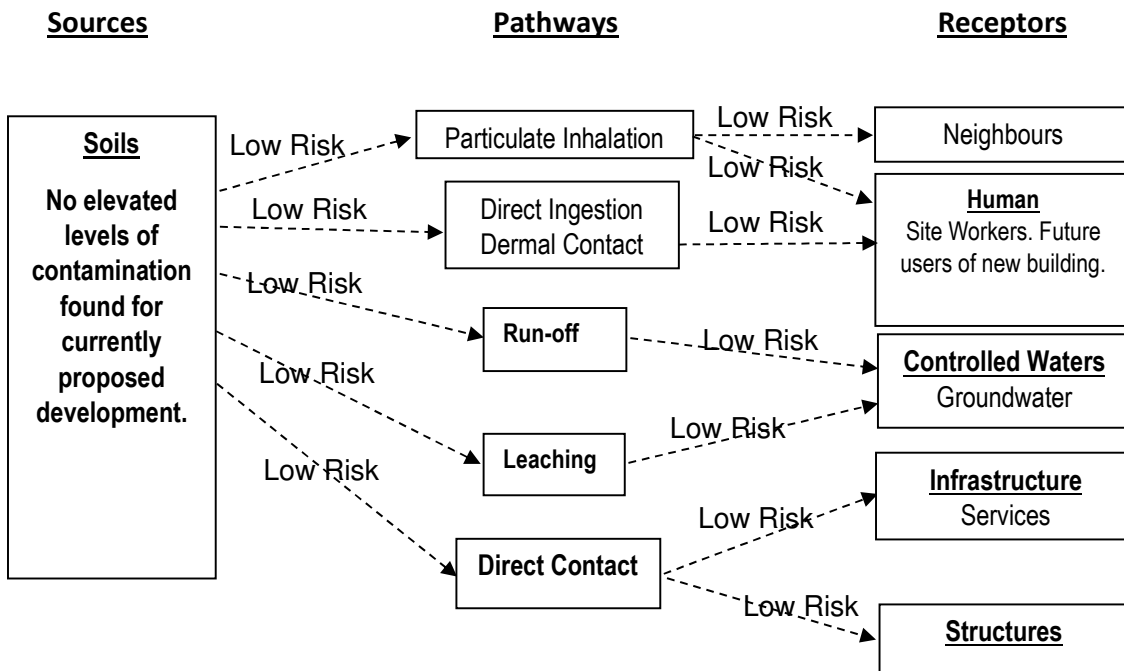 Sources
Pathways
Receptors
Soils
No elevated
levels of
contamination
found for
currently
proposed
development.
Low Risk
Low Risk
Low Risk
Low Risk
Low Risk
Particulate Inhalation
Direct Ingestion
Dermal Contact
Run-off
Leaching
Direct Contact
Low Risk
Low Risk
Low Risk
Low Risk
Low Risk
Low Risk
Low Risk
Neighbours
Human
Site Workers. Future
users of new building.
Controlled Waters
Groundwater
Infrastructure
Services
Structures